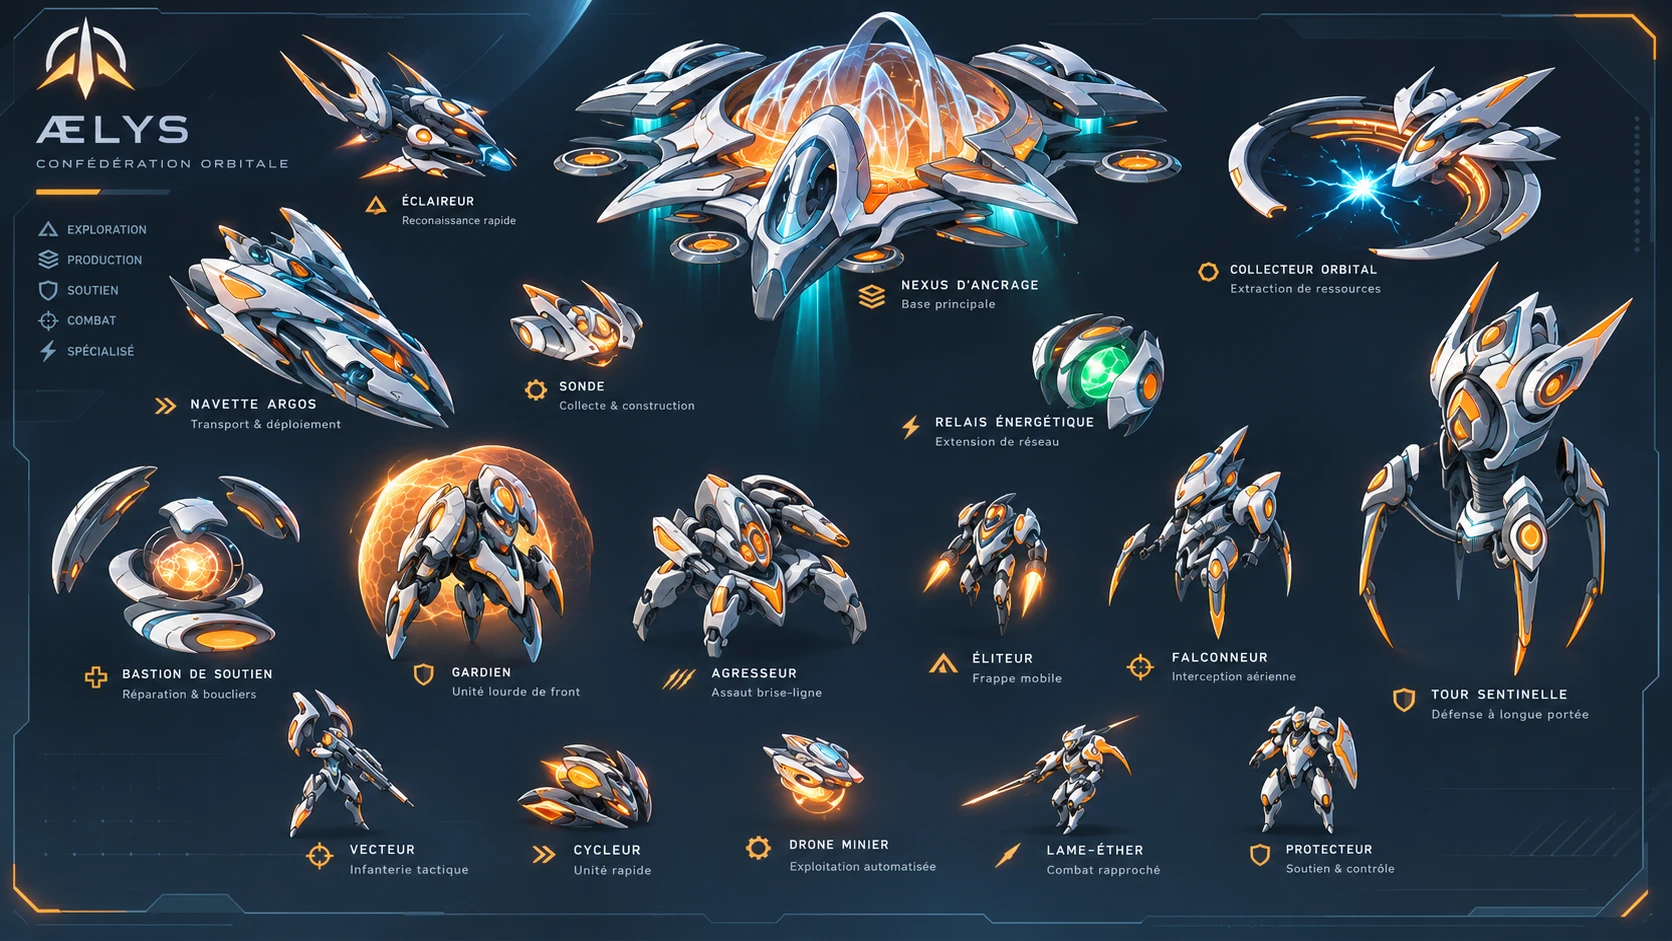 ÆLYS
CONFÉDÉRATION ORBITALE
EXPLORATION
PRODUCTION
SOUTIEN
COMBAT
SPÉCIALISÉ
ÉCLAIREUR
Reconaissance rapide
NEXUS D'ANCRAGE
Base principale
COLLECTEUR ORBITAL
Extraction de ressources
NAVETTE ARGOS
Transport & déploiement
SONDE
Collecte & construction
RELAIS ÉNERGÉTIQUE
Extension de réseau
BASTION DE SOUTIEN
Réparation & boucliers
GARDIEN
Unité lourde de front
AGRESSEUR
Assaut brise-ligne
ÉLITEUR
Frappe mobile
FALCONNEUR
Interception aérienne
TOUR SENTINELLE
Défense à longue portée
VECTEUR
Infanterie tactique
CYCLEUR
Unité rapide
DRONE MINIER
Exploitation automatisée
LAME-ÉTHER
Combat rapproché
PROTECTEUR
Soutien & contrôle